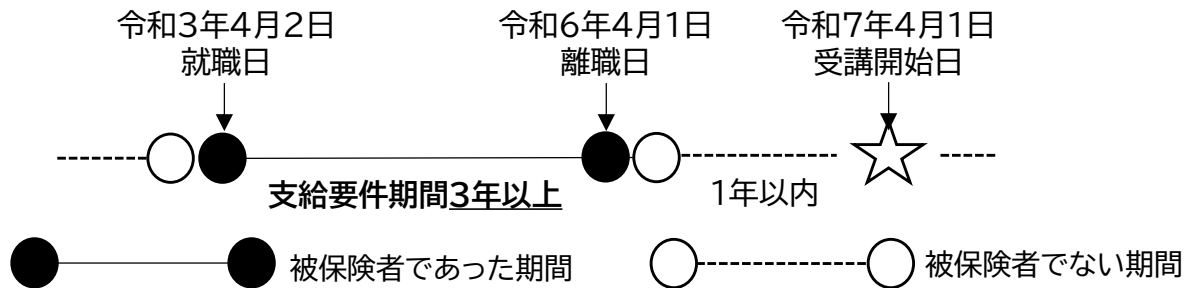 令和3年4月2日
就職日
令和6年4月1日
離職日
令和7年4月1日
受講開始日
支給要件期間3年以上
1年以内
被保険者であった期間
被保険者でない期間